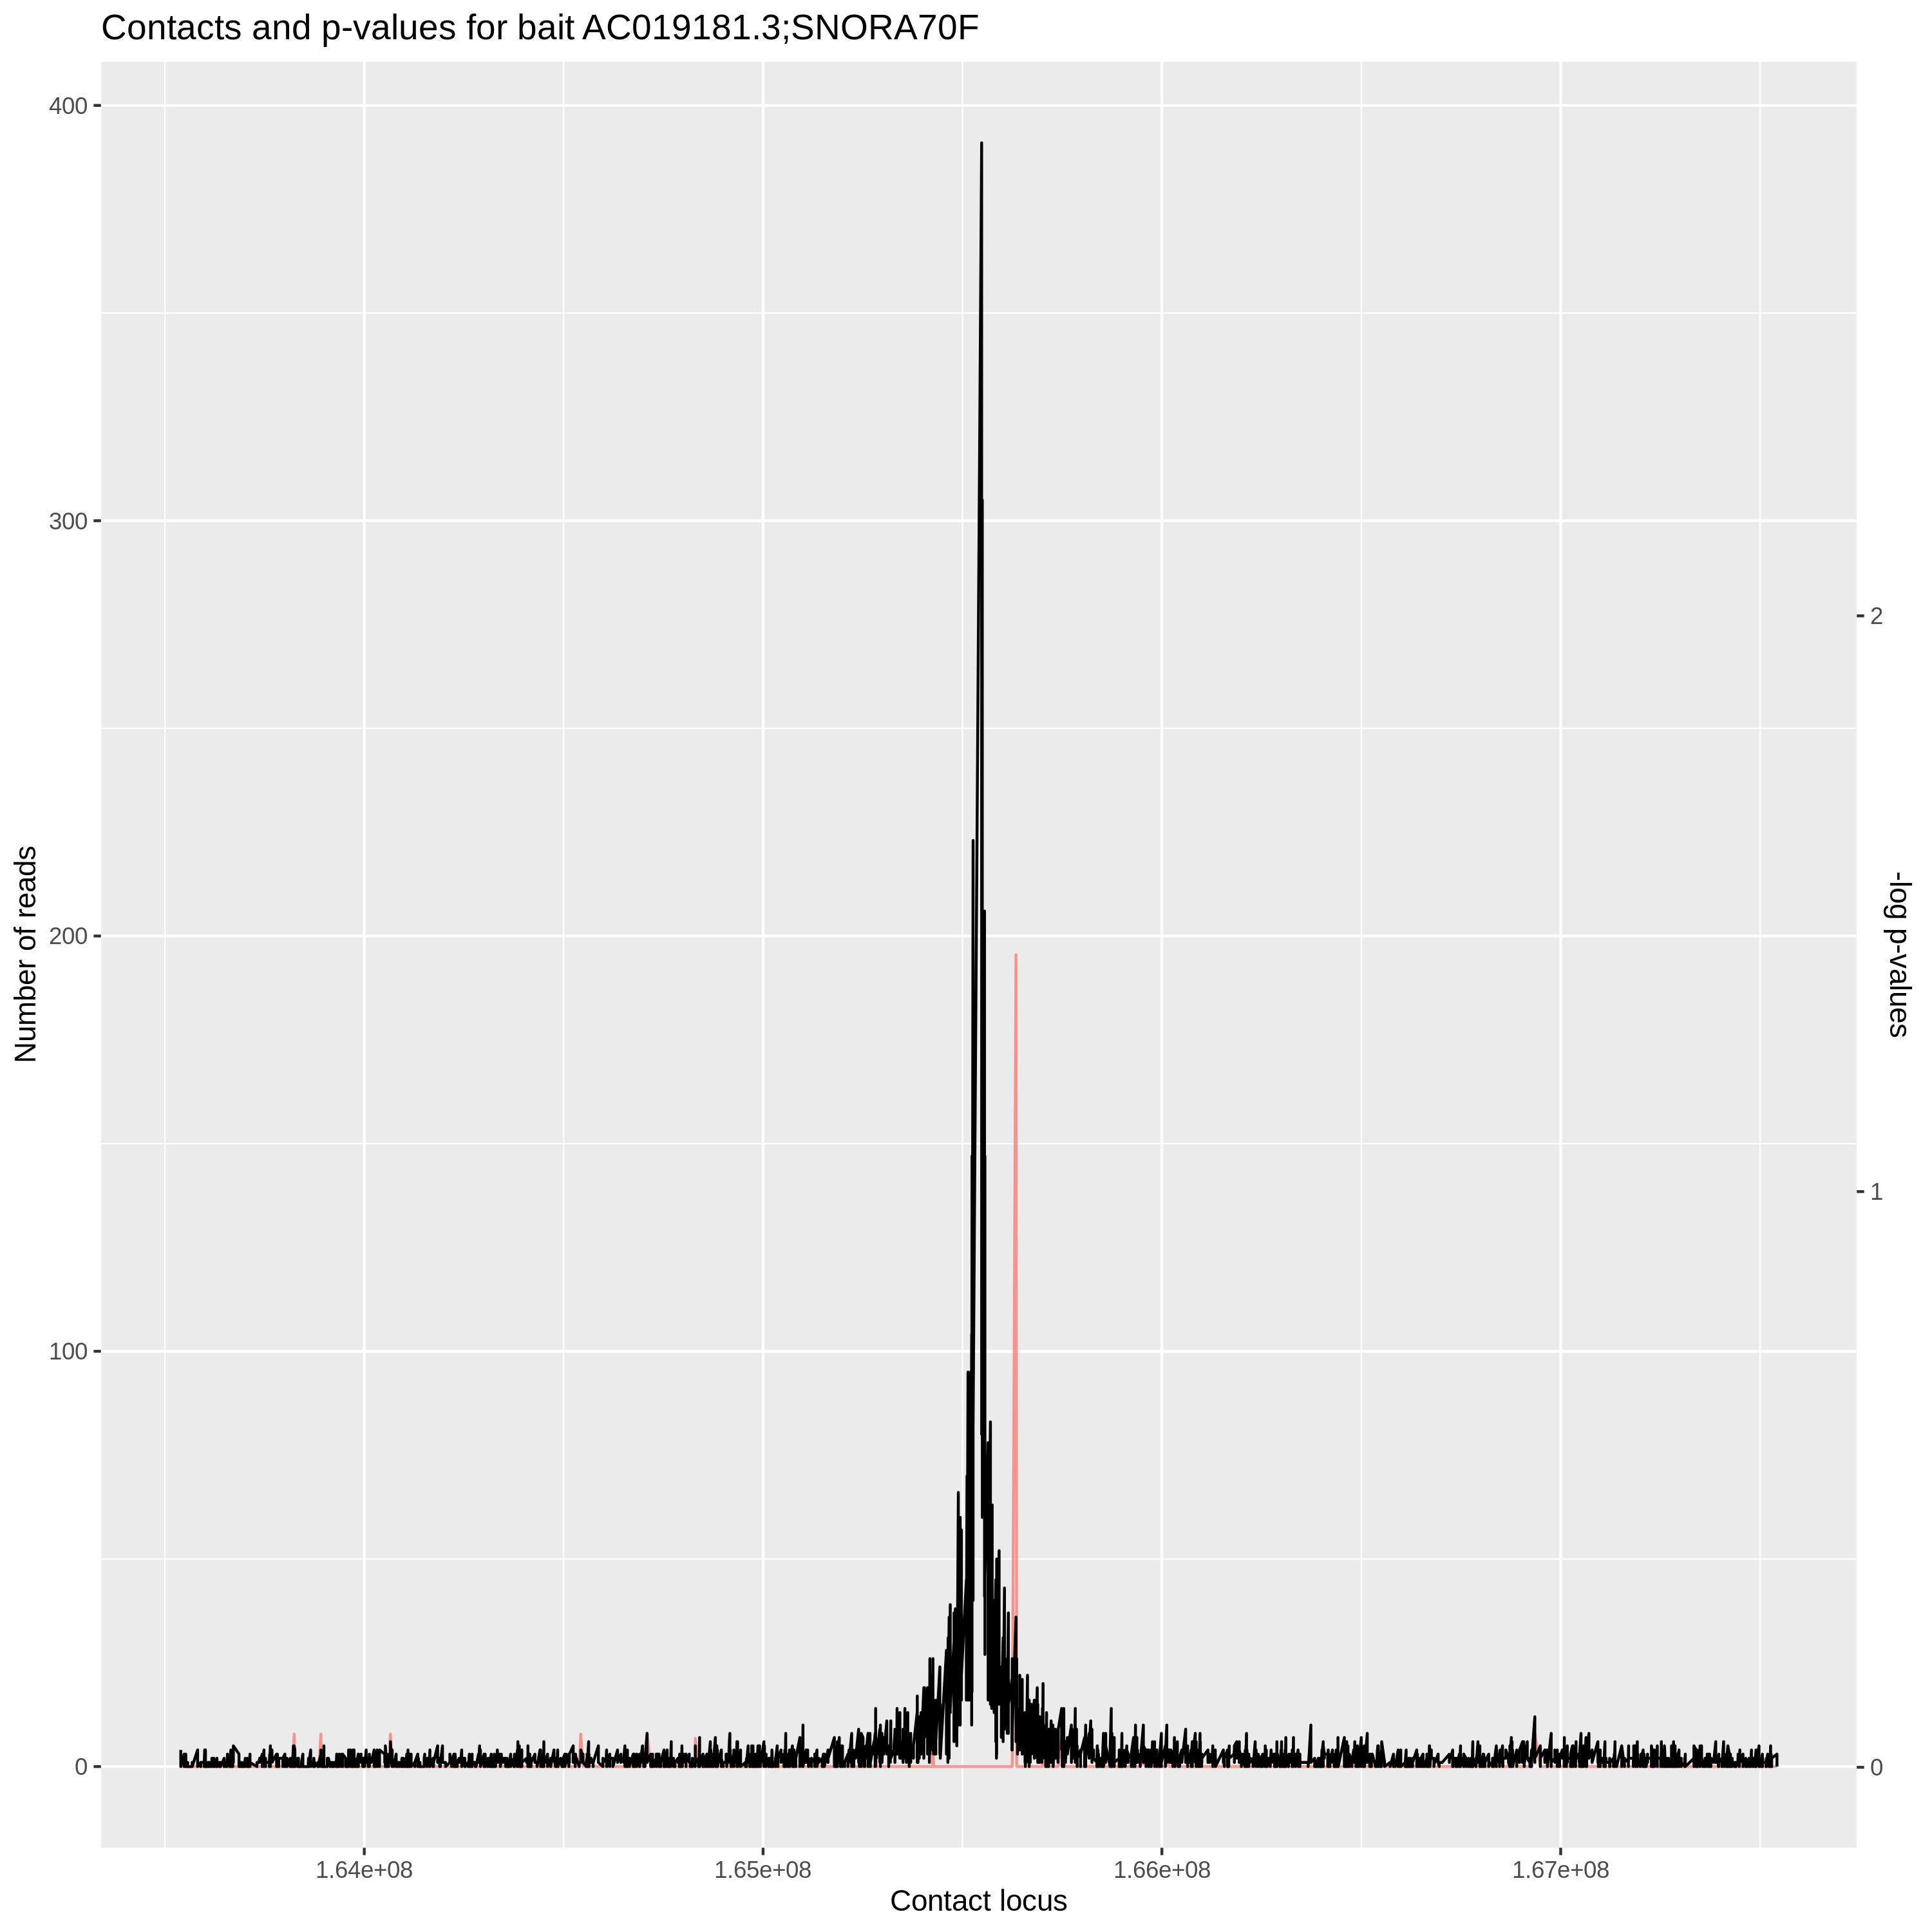 Contacts and p-values for bait AC019181.3;SNORA70F
400
300
200
100
0
Number of reads
2
1
0
-log p-values
1.64e+08
1.65e+08
1.66e+08
1.67e+08
Contact locus